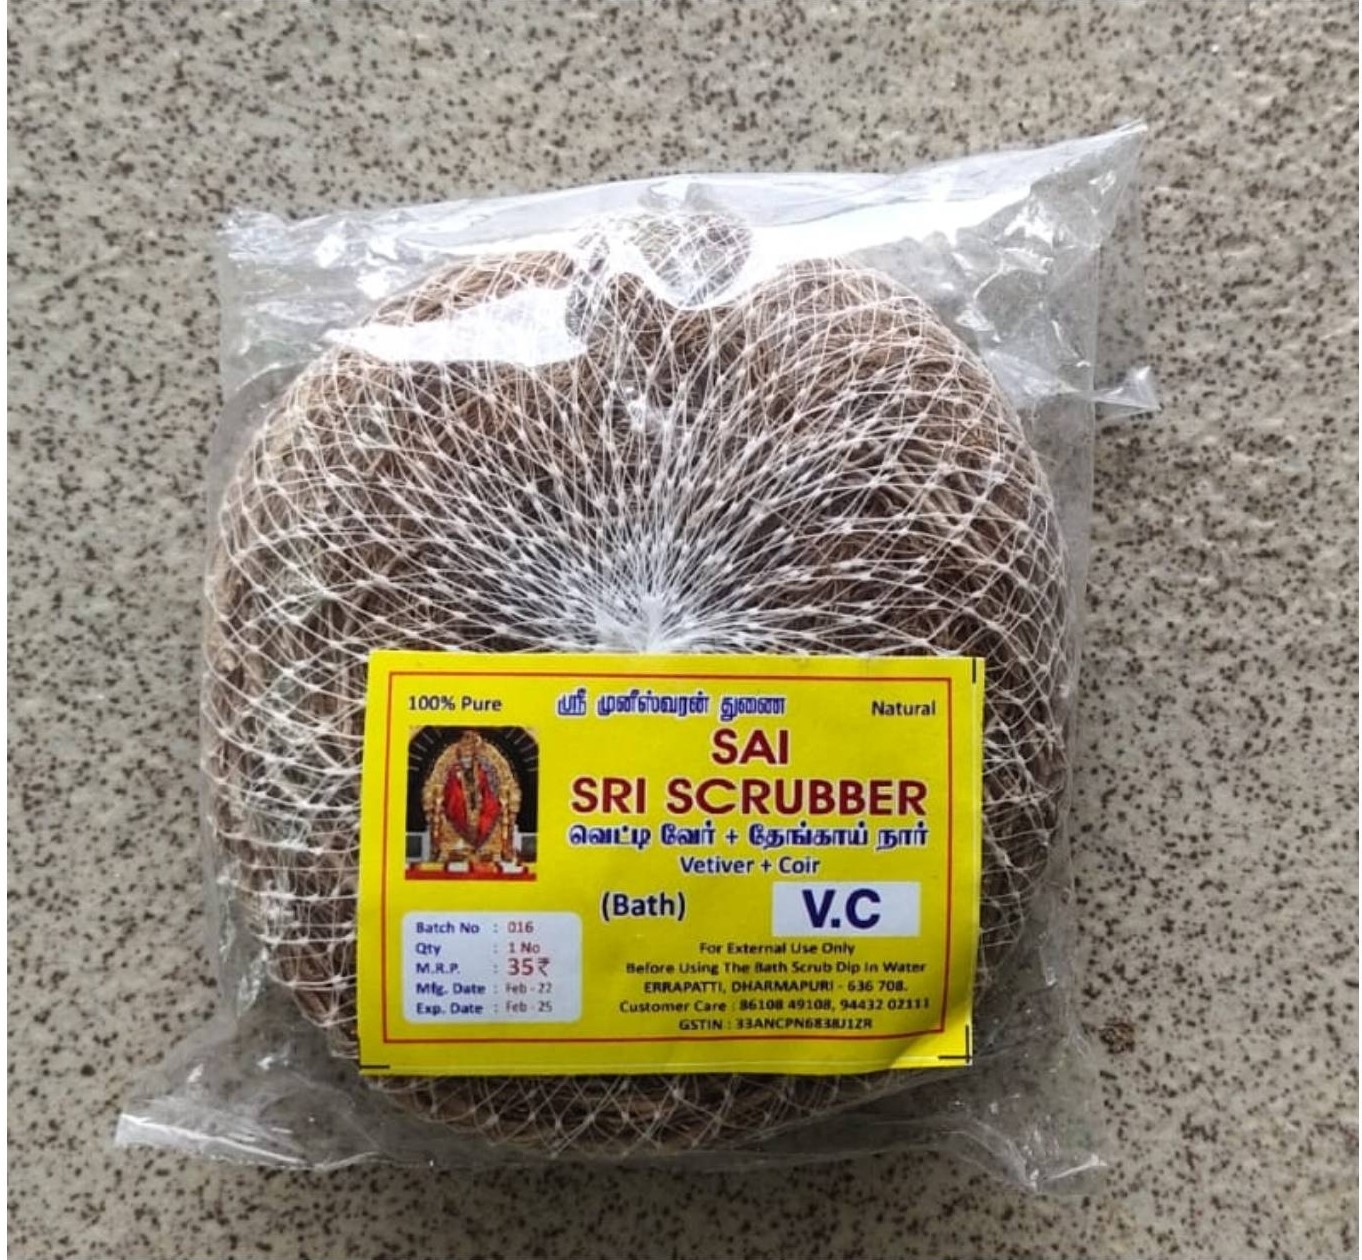 100% Pure
ஸ்ரீ முனீஸ்வரன் துணை
Natural
SAI
SRI SCRUBBER
வெட்டி வேர் + தேங்காய் நார்
Vetiver + Coir
(Bath)
V.C
Batch No : 016
Qty : 1 No
M.R.P. : 35₹
Mfg. Date : Feb - 22
Exp. Date : Feb - 25
For External Use Only
Before Using The Bath Scrub Dip In Water
ERRAPATTI, DHARMAPURI - 636 708.
Customer Care : 86108 49108, 94432 02111
GSTIN : 33ANCPN6838J1ZR